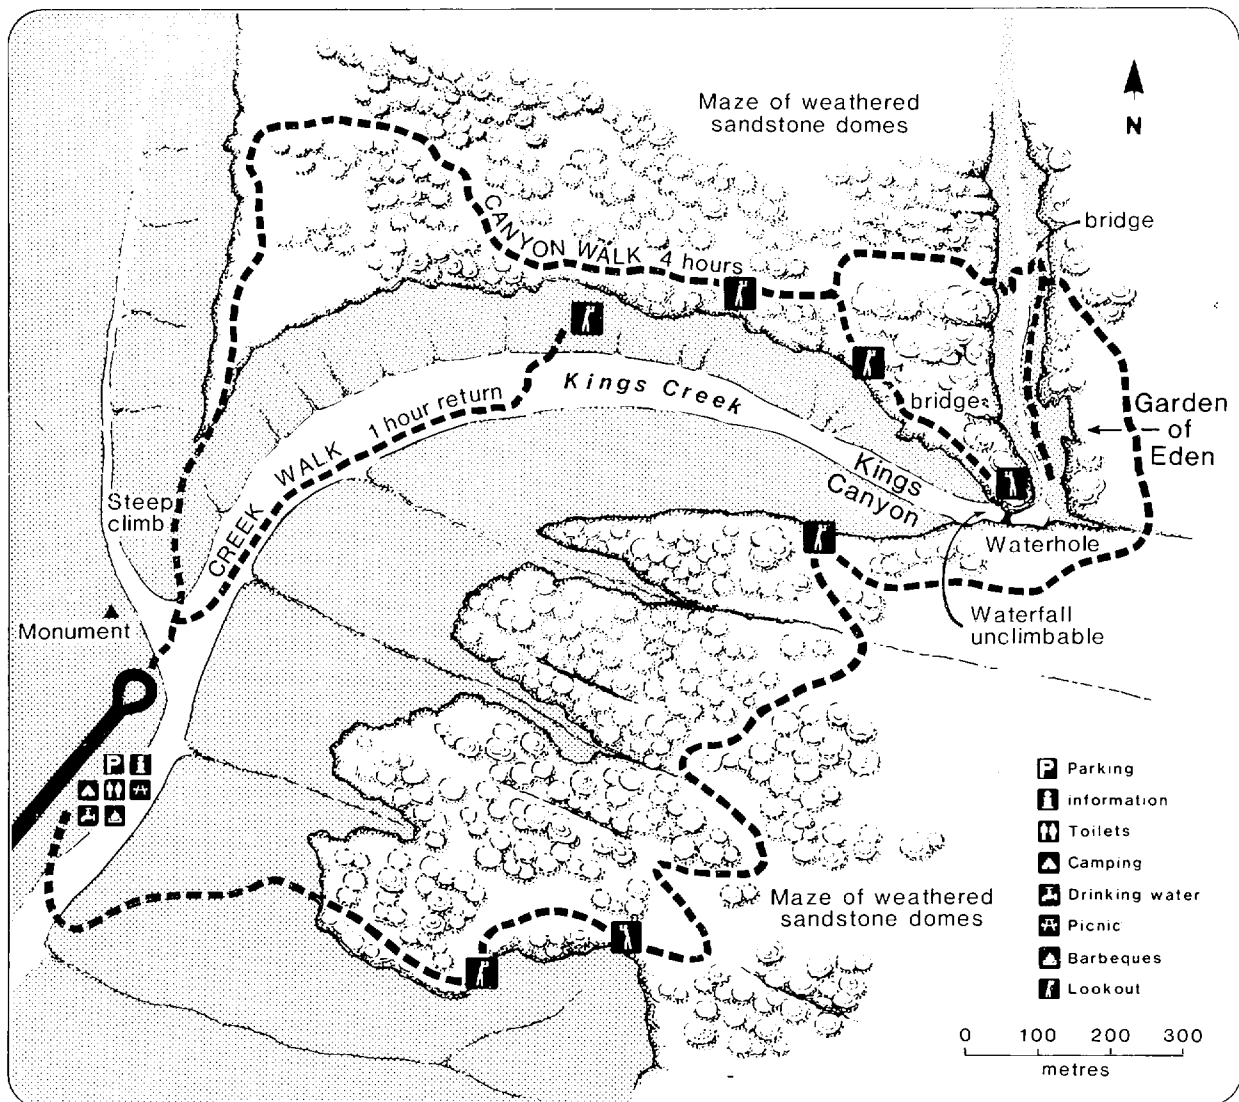 Maze of weathered
sandstone domes
N
bridge
CANYON WALK 4 hours
Kings Creek
bridge
Garden
of
Eden
CREEK WALK 1 hour return
Kings
Canyon
Steep
climb
Waterhole
Waterfall
unclimbable
Monument
P
P Parking
information
Toilets
Camping
Drinking water
Picnic
Barbeques
Lookout
Maze of weathered
sandstone domes
0 100 200 300
metres